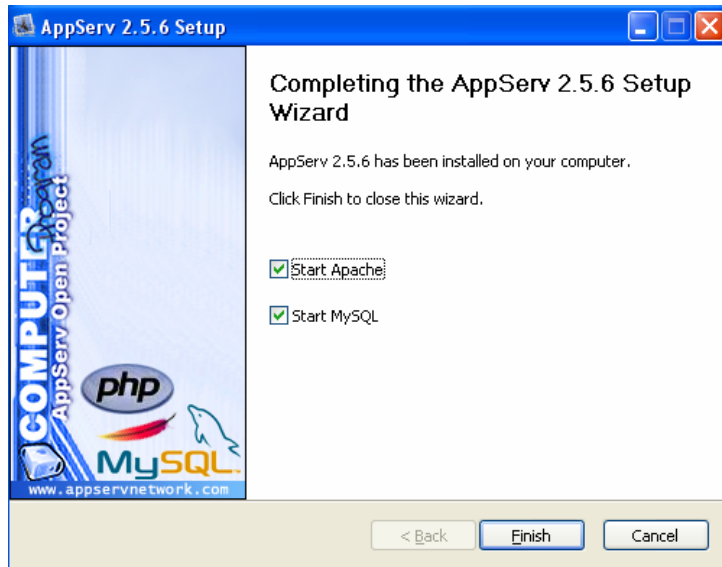 AppServ 2.5.6 Setup
Completing the AppServ 2.5.6 Setup
Wizard
AppServ 2.5.6 has been installed on your computer.
Click Finish to close this wizard.
Start Apache
Start MySQL
COMPUTER
Program
AppServ Open Project
php
MySQL
www.appservnetwork.com
< Back
Finish
Cancel